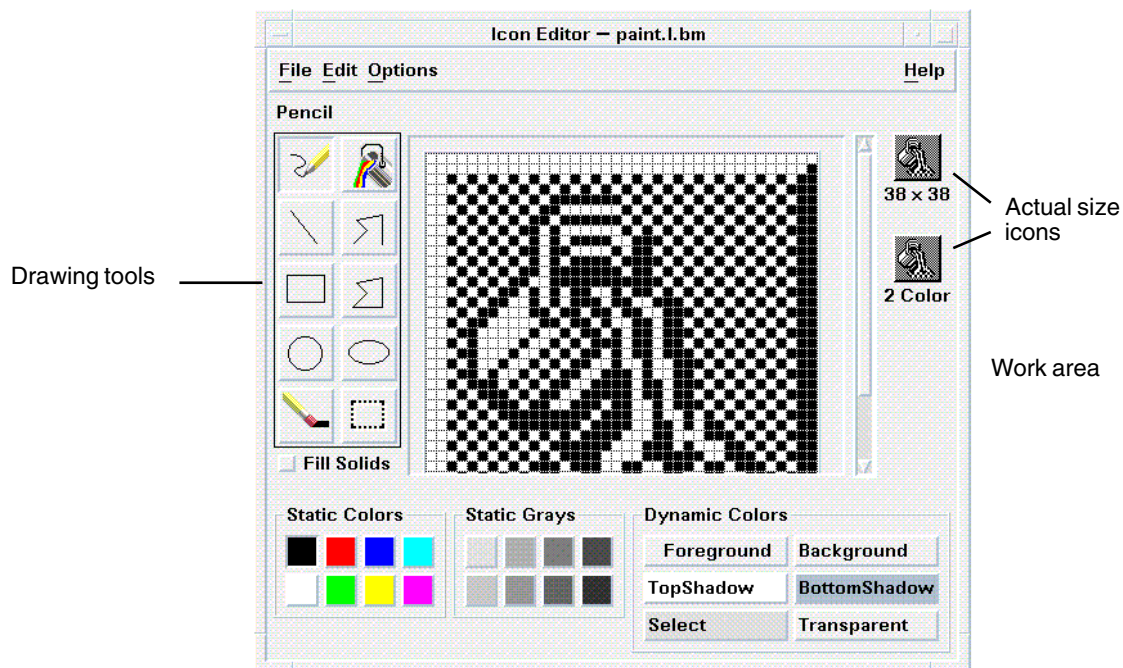 Icon Editor – paint.l.bm
File Edit Options Help
Pencil
38 x 38
Actual size
icons
Drawing tools
2 Color
Work area
Fill Solids
Static Colors
Static Grays
Dynamic Colors
Foreground
Background
TopShadow
BottomShadow
Select
Transparent